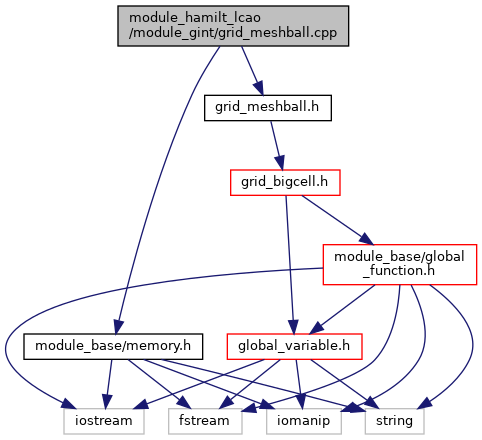 module_hamilt_lcao
/module_gint/grid_meshball.cpp
grid_meshball.h
grid_bigcell.h
module_base/global
_function.h
module_base/memory.h
global_variable.h
iostream
fstream
iomanip
string